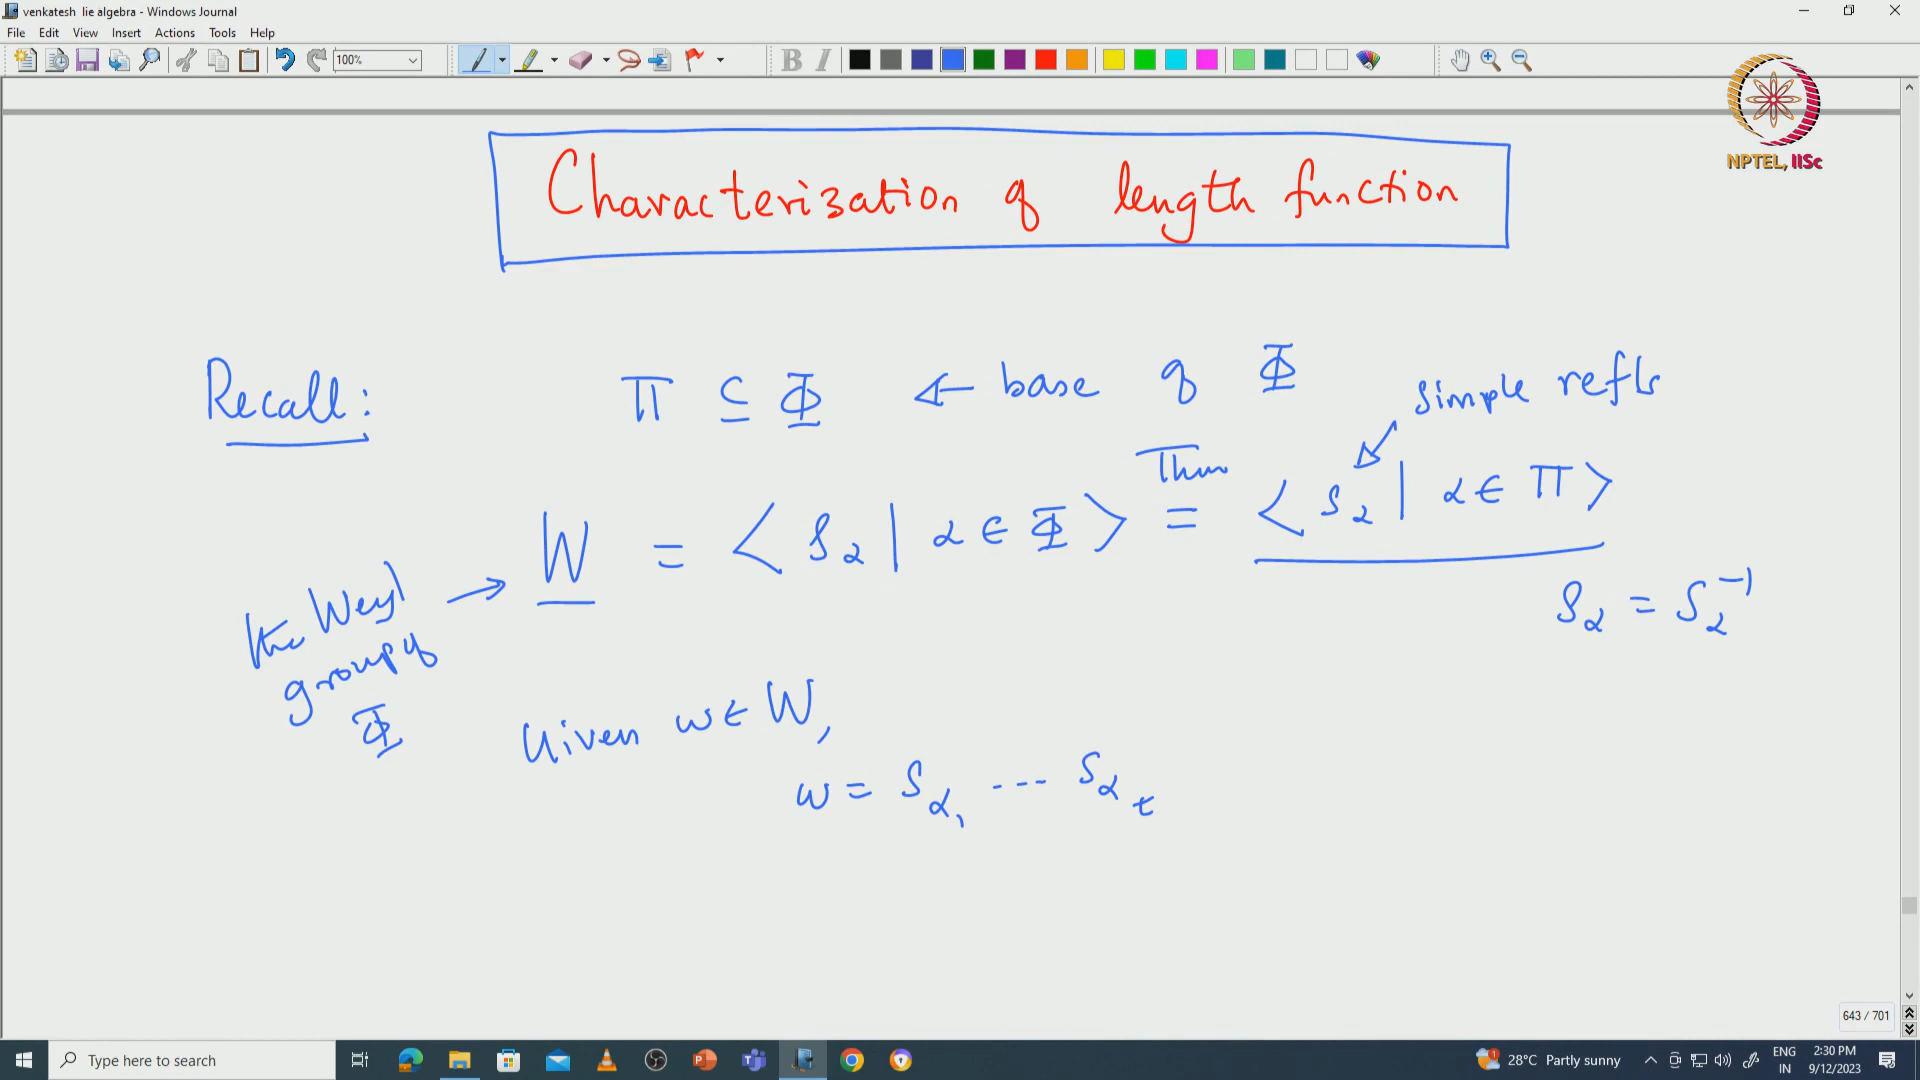 venkatesh lie algebra - Windows Journal
File Edit View Insert Actions Tools Help
100%
B I
NPTEL, IISc
Characterization of length function
Recall: Π ⊆ Φ ← base of Φ
simple refls
W = < s_α | α ∈ Φ > Thm = < s_α | α ∈ Π >
the Weyl group of Φ →
s_α = s_α^{-1}
Given w ∈ W,
w = s_{α_1} --- s_{α_t}
643 / 701
Type here to search
28°C Partly sunny
ENG IN
2:30 PM
9/12/2023